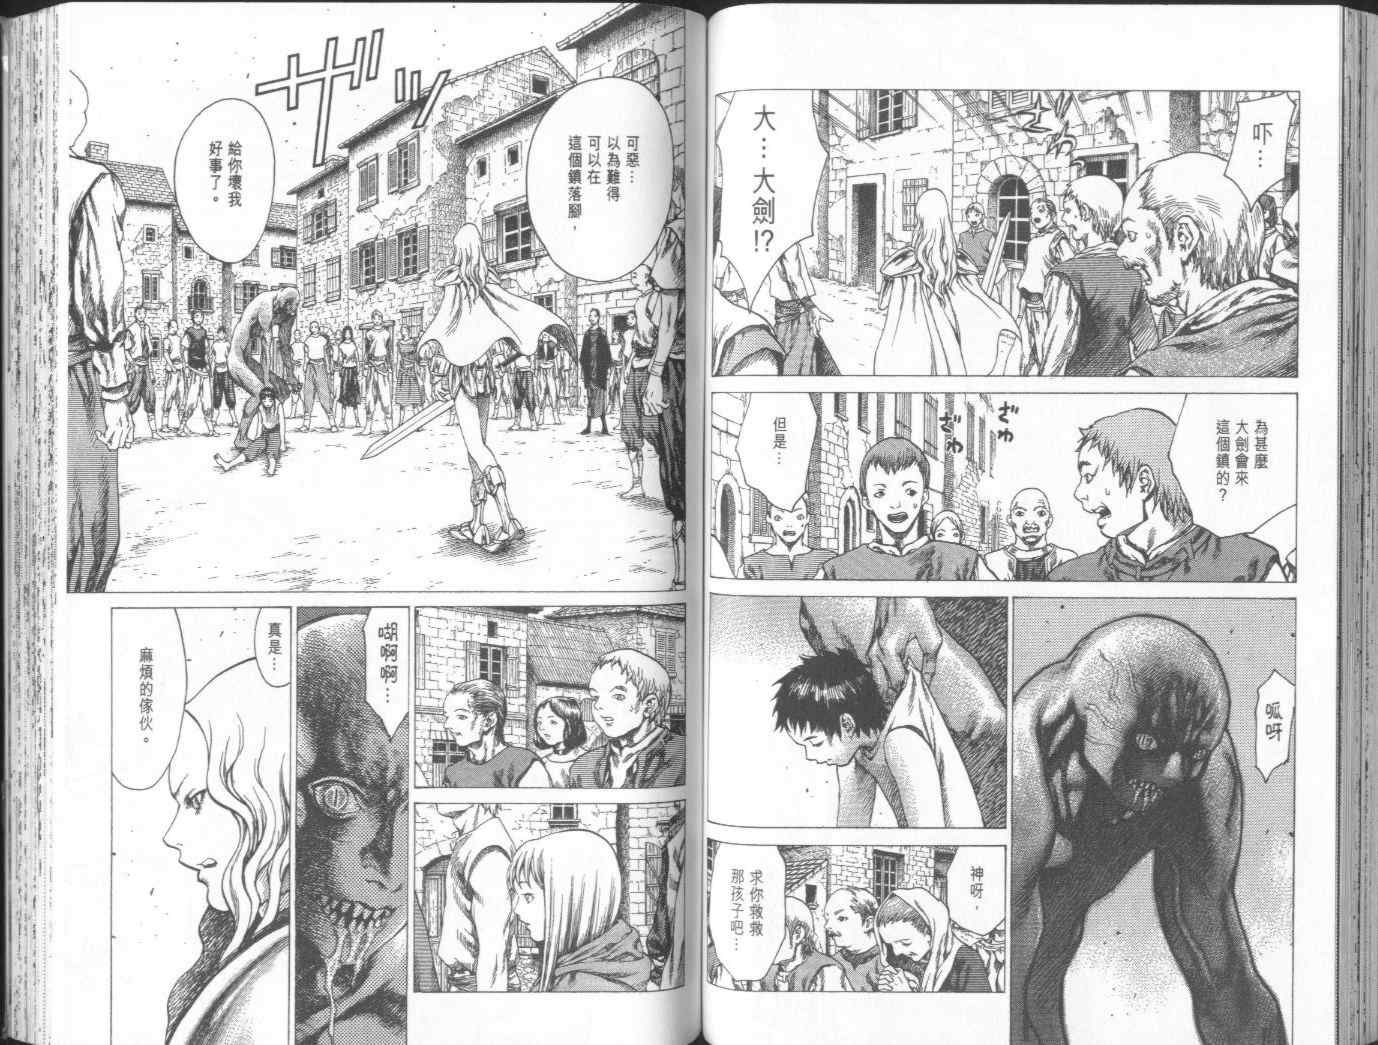 吓…
大…大劍!?
ざわ
為甚麼
大劍會來
這個鎮的?
ざわ
ざわ
但是…
呱呀
神呀,
求你救救
那孩子吧…
可惡…
以為難得
可以在
這個鎮落腳,
給你壞我
好事了。
ザッ
啊啊…
真是…
麻煩的傢伙。